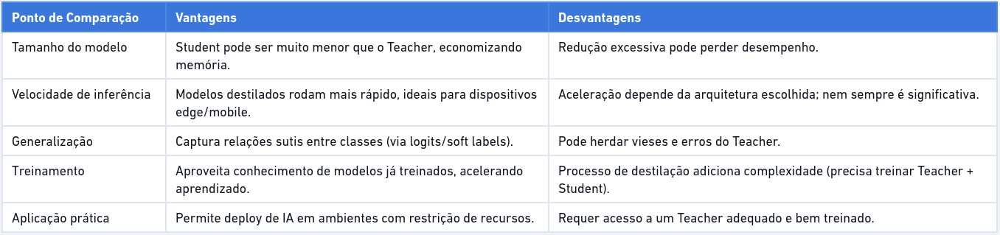 Ponto de Comparação Vantagens Desvantagens
Tamanho do modelo Student pode ser muito menor que o Teacher, economizando Redução excessiva pode perder desempenho.
memória.
Velocidade de inferência Modelos destilados rodam mais rápido, ideais para dispositivos Aceleração depende da arquitetura escolhida; nem sempre é significativa.
edge/mobile.
Generalização Captura relações sutis entre classes (via logits/soft labels). Pode herdar vieses e erros do Teacher.
Treinamento Aproveita conhecimento de modelos já treinados, acelerando Processo de destilação adiciona complexidade (precisa treinar Teacher +
aprendizado. Student).
Aplicação prática Permite deploy de IA em ambientes com restrição de recursos. Requer acesso a um Teacher adequado e bem treinado.